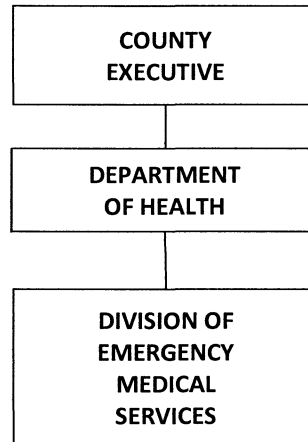 COUNTY
EXECUTIVE
DEPARTMENT
OF HEALTH
DIVISION OF
EMERGENCY
MEDICAL
SERVICES